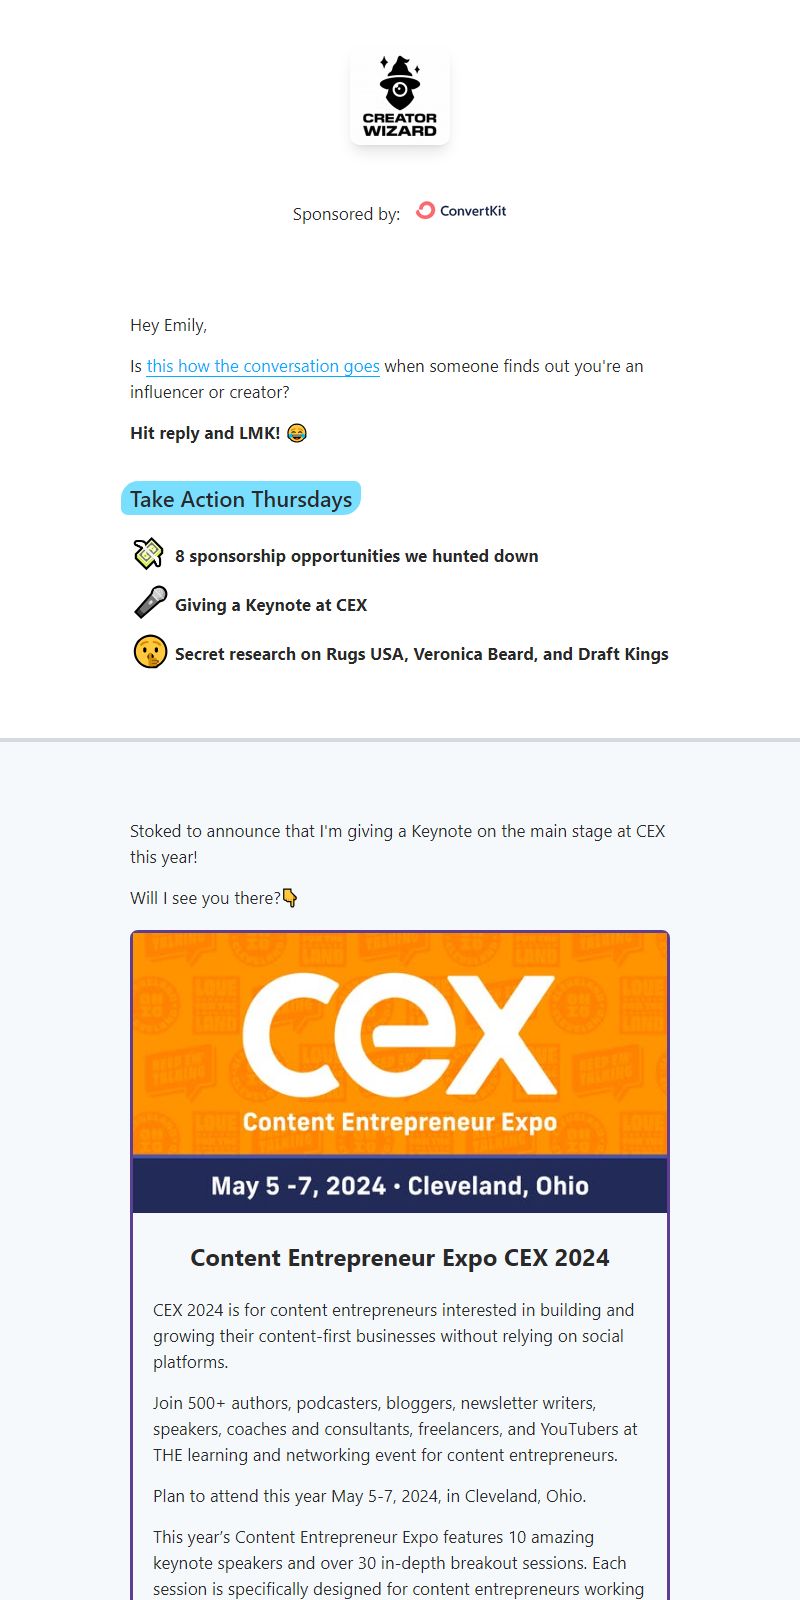 CREATOR
WIZARD
Sponsored by: ConvertKit
Hey Emily,
Is this how the conversation goes when someone finds out you're an
influencer or creator?
Hit reply and LMK! 😂
Take Action Thursdays
8 sponsorship opportunities we hunted down
Giving a Keynote at CEX
Secret research on Rugs USA, Veronica Beard, and Draft Kings
Stoked to announce that I'm giving a Keynote on the main stage at CEX
this year!
Will I see you there?👇
cex
Content Entrepreneur Expo
May 5 -7, 2024 • Cleveland, Ohio
Content Entrepreneur Expo CEX 2024
CEX 2024 is for content entrepreneurs interested in building and
growing their content-first businesses without relying on social
platforms.
Join 500+ authors, podcasters, bloggers, newsletter writers,
speakers, coaches and consultants, freelancers, and YouTubers at
THE learning and networking event for content entrepreneurs.
Plan to attend this year May 5-7, 2024, in Cleveland, Ohio.
This year’s Content Entrepreneur Expo features 10 amazing
keynote speakers and over 30 in-depth breakout sessions. Each
session is specifically designed for content entrepreneurs working